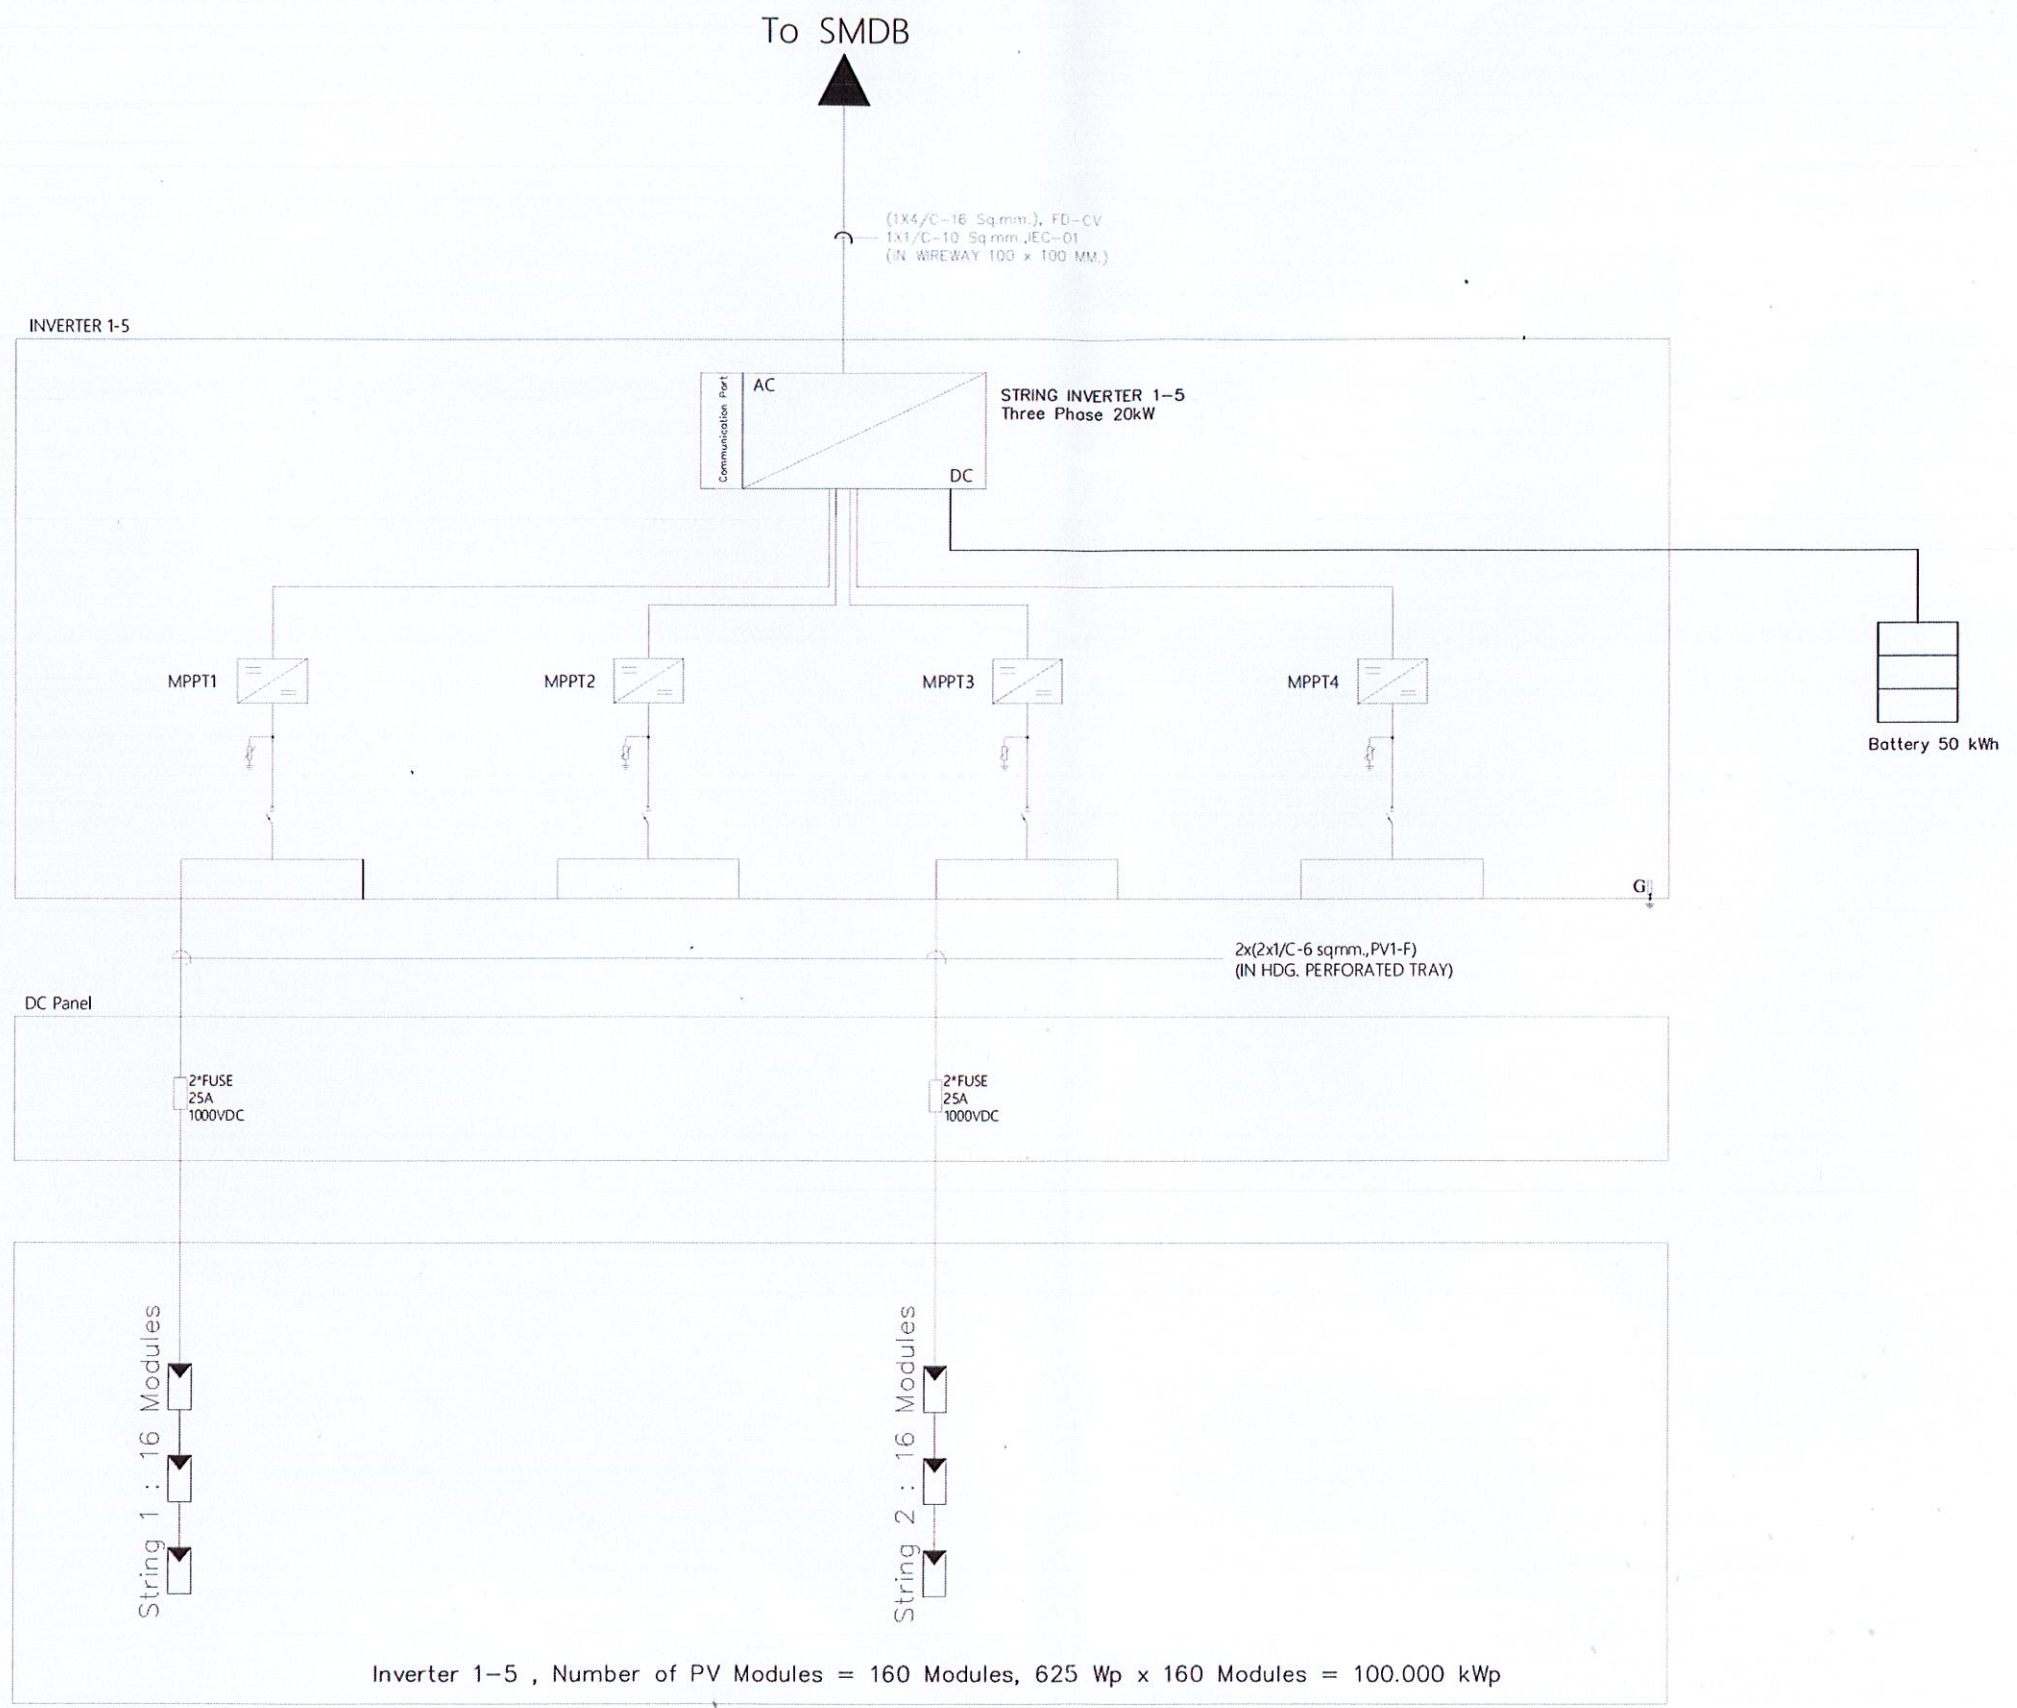 To SMDB
(1X4/C-16 Sq.mm.), FD-CV
1X1/C-10 Sq.mm.,IEC-01
(IN WIREWAY 100 x 100 MM.)
INVERTER 1-5
Communication Port
AC
DC
STRING INVERTER 1-5
Three Phase 20kW
MPPT1
MPPT2
MPPT3
MPPT4
Battery 50 kWh
G
2x(2x1/C-6 sqmm.,PV1-F)
(IN HDG. PERFORATED TRAY)
DC Panel
2*FUSE
25A
1000VDC
2*FUSE
25A
1000VDC
String 1 : 16 Modules
String 2 : 16 Modules
Inverter 1-5 , Number of PV Modules = 160 Modules, 625 Wp x 160 Modules = 100.000 kWp